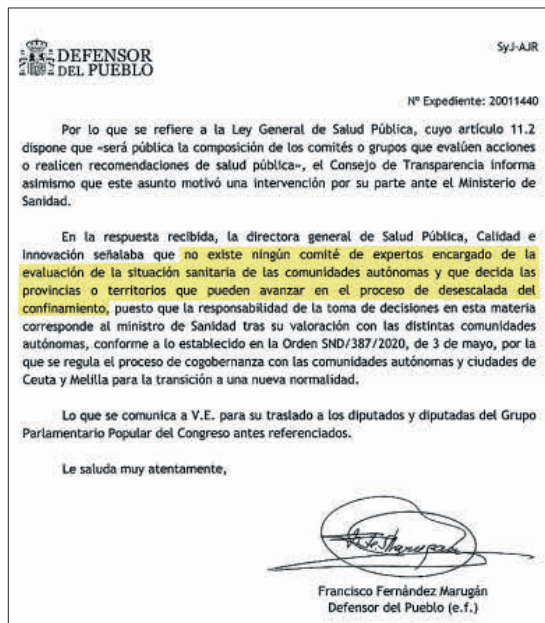 DEFENSOR
DEL PUEBLO
SyJ-AJR
Nº Expediente: 20011440
Por lo que se refiere a la Ley General de Salud Pública, cuyo artículo 11.2
dispone que «será pública la composición de los comités o grupos que evalúen acciones
o realicen recomendaciones de salud pública», el Consejo de Transparencia informa
asimismo que este asunto motivó una intervención por su parte ante el Ministerio de
Sanidad.
En la respuesta recibida, la directora general de Salud Pública, Calidad e
Innovación señalaba que no existe ningún comité de expertos encargado de la
evaluación de la situación sanitaria de las comunidades autónomas y que decida las
provincias o territorios que pueden avanzar en el proceso de desescalada del
confinamiento, puesto que la responsabilidad de la toma de decisiones en esta materia
corresponde al ministro de Sanidad tras su valoración con las distintas comunidades
autónomas, conforme a lo establecido en la Orden SND/387/2020, de 3 de mayo, por la
que se regula el proceso de cogobernanza con las comunidades autónomas y ciudades de
Ceuta y Melilla para la transición a una nueva normalidad.
Lo que se comunica a V.E. para su traslado a los diputados y diputadas del Grupo
Parlamentario Popular del Congreso antes referenciados.
Le saluda muy atentamente,
Francisco Fernández Marugán
Defensor del Pueblo (e.f.)